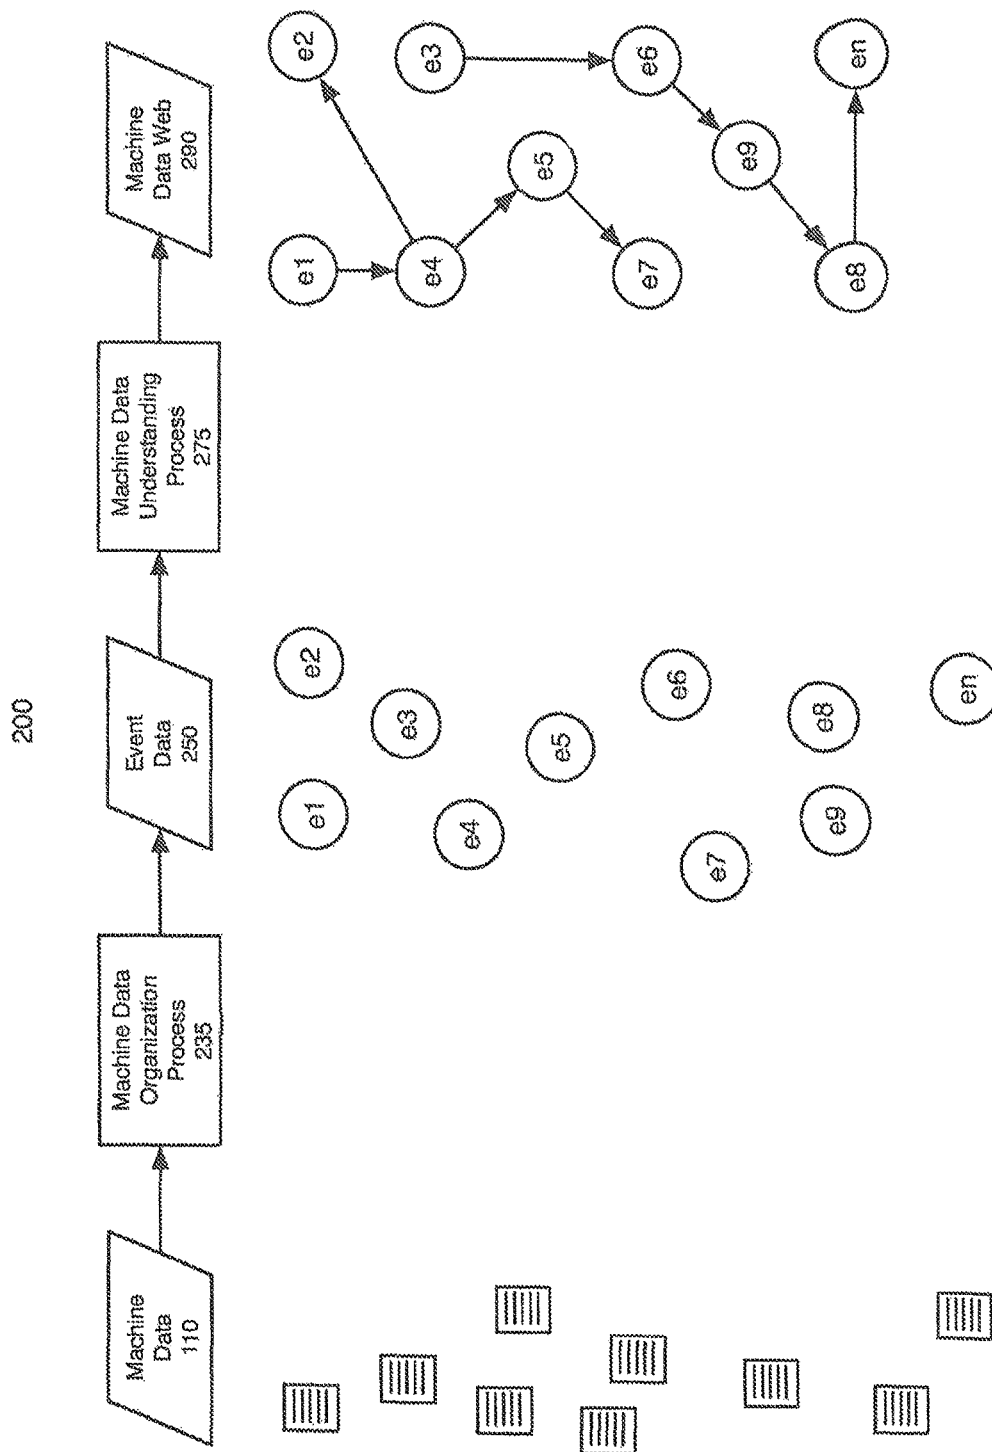 200
Machine
Data
110
Machine Data
Organization
Process
235
Event
Data
250
Machine Data
Understanding
Process
275
Machine
Data Web
290
e1
e2
e3
e4
e5
e6
e7
e8
e9
en
e1
e2
e3
e4
e5
e6
e7
e9
e8
en